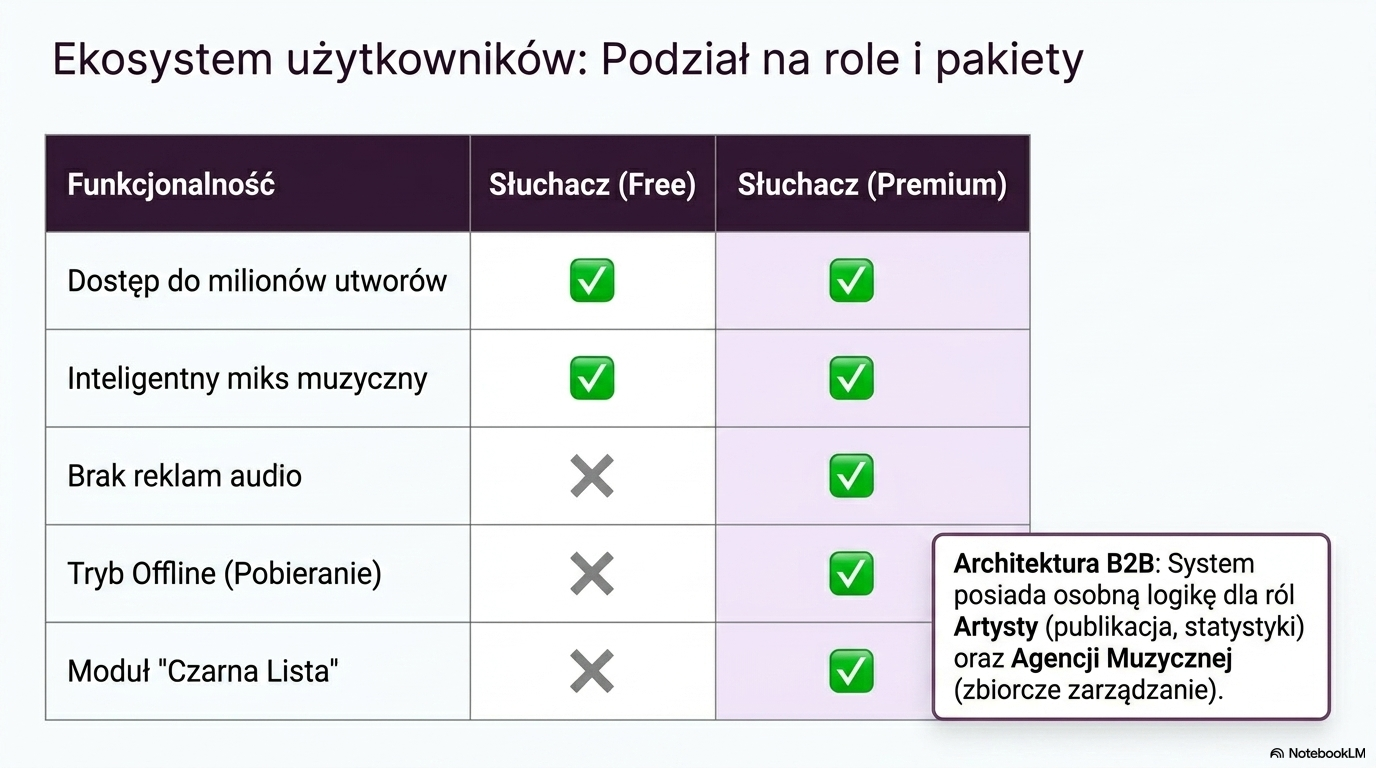 Ekosystem użytkowników: Podział na role i pakiety
Funkcjonalność Słuchacz (Free) Słuchacz (Premium)
Dostęp do milionów utworów ✅ ✅
Inteligentny miks muzyczny ✅ ✅
Brak reklam audio ✖ ✅
Tryb Offline (Pobieranie) ✖ ✅
Moduł "Czarna Lista" ✖ ✅
Architektura B2B: System
posiada osobną logikę dla ról
Artysty (publikacja, statystyki)
oraz Agencji Muzycznej
(zbiorcze zarządzanie).
NotebookLM